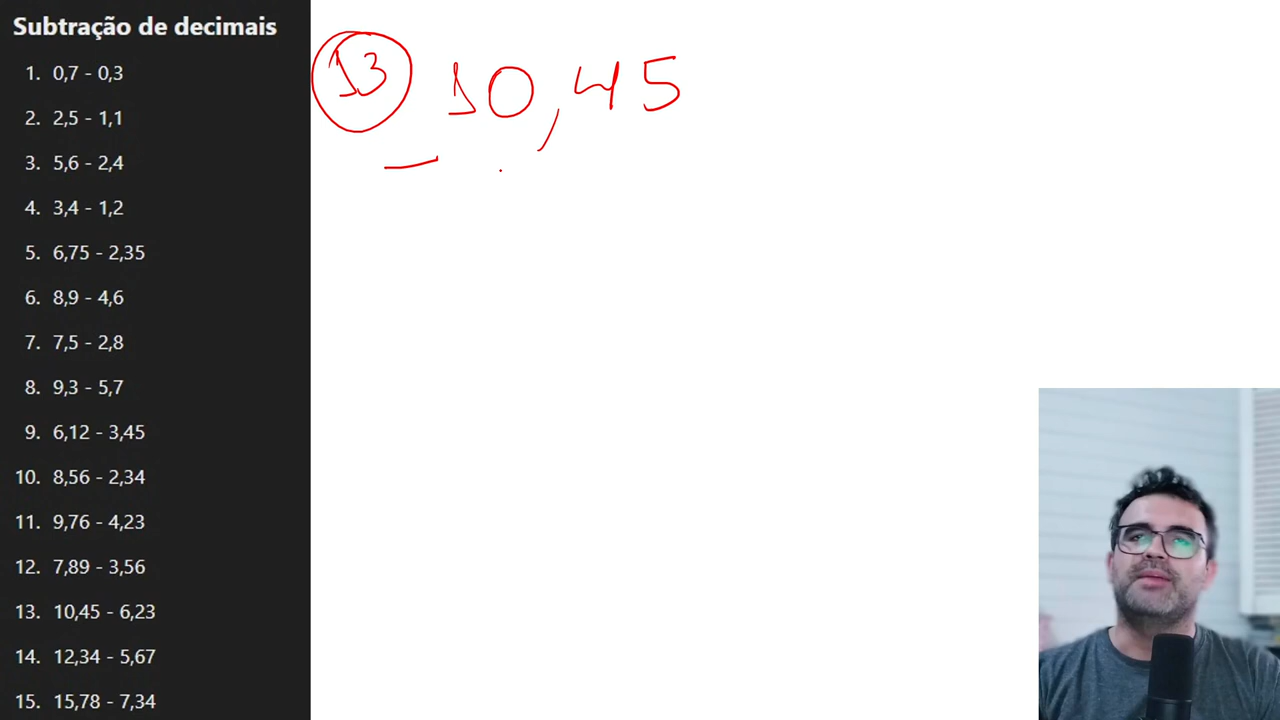 Subtração de decimais
1. 0,7 - 0,3
2. 2,5 - 1,1
3. 5,6 - 2,4
4. 3,4 - 1,2
5. 6,75 - 2,35
6. 8,9 - 4,6
7. 7,5 - 2,8
8. 9,3 - 5,7
9. 6,12 - 3,45
10. 8,56 - 2,34
11. 9,76 - 4,23
12. 7,89 - 3,56
13. 10,45 - 6,23
14. 12,34 - 5,67
15. 15,78 - 7,34
13 10,45
-